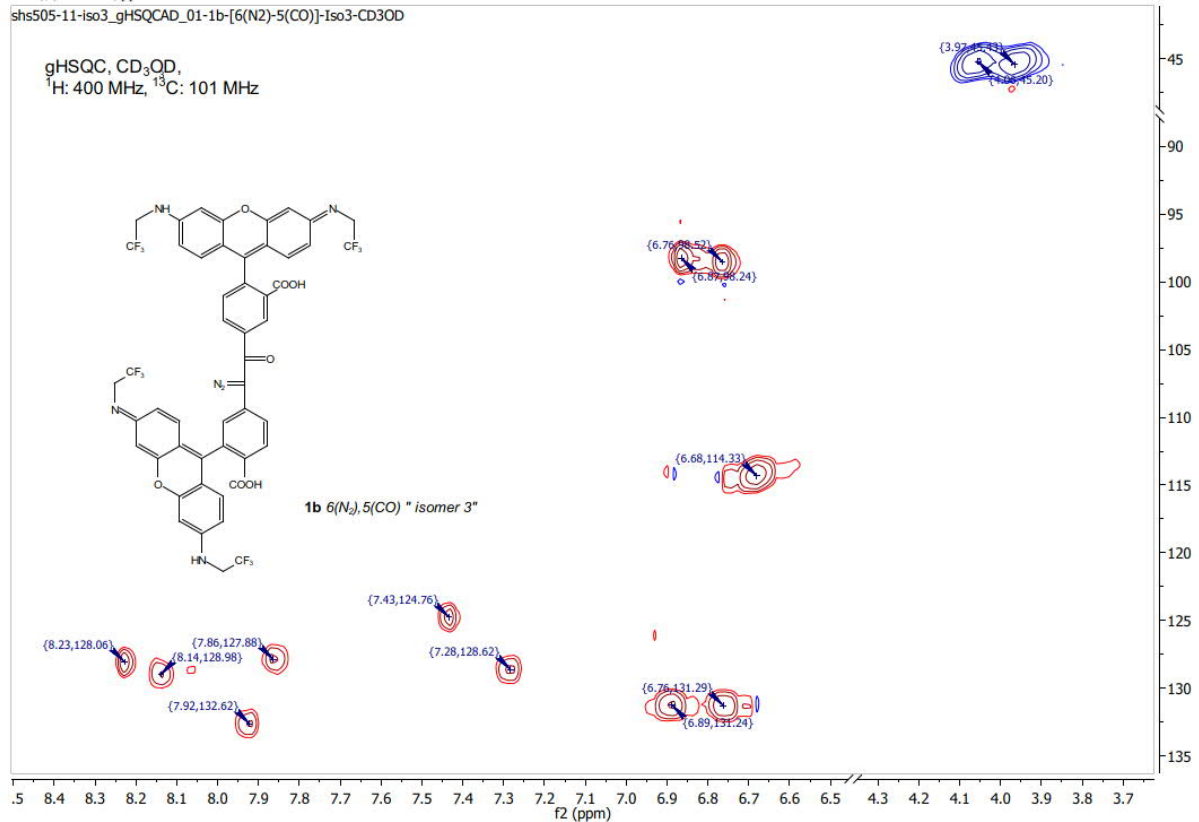 shs505-11-iso3_gHSQCAD_01-1b-[6(N2)-5(CO)]-Iso3-CD3OD
gHSQC, CD₃OD,
¹H: 400 MHz, ¹³C: 101 MHz
{3.97,45.43}
{4.06,45.20}
45
90
NH
O
N
CF₃
CF₃
{6.76,98.52}
95
{6.87,98.24}
100
COOH
O
105
CF₃
N₂
N
110
{6.68,114.33}
115
COOH
O
1b 6(N₂),5(CO) " isomer 3"
120
HN
CF₃
{7.43,124.76}
125
{8.23,128.06}
{7.86,127.88}
{8.14,128.98}
{7.28,128.62}
130
{6.76,131.29}
{7.92,132.62}
{6.89,131.24}
135
.5 8.4 8.3 8.2 8.1 8.0 7.9 7.8 7.7 7.6 7.5 7.4 7.3 7.2 7.1 7.0 6.9 6.8 6.7 6.6 6.5 4.3 4.2 4.1 4.0 3.9 3.8 3.7
f2 (ppm)